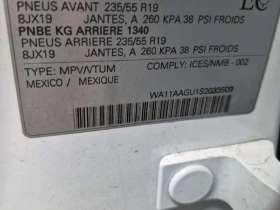 PNEUS AVANT 235/55 R19
8JX19 JANTES, A 260 KPA 38 PSI FROIDS
PNBE KG ARRIERE 1340
PNEUS ARRIERE 235/55 R19
8JX19 JANTES, A 260 KPA 38 PSI FROIDS
TYPE: MPV/VTUM COMPLY: ICES/NMB - 002
MEXICO / MEXIQUE
WA11AAGU1S2033509